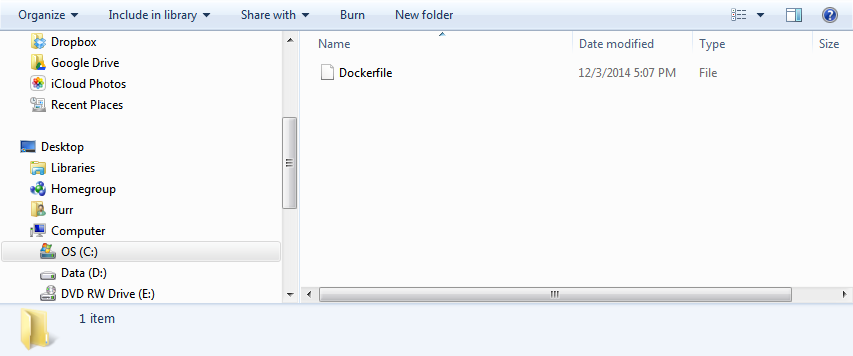 Organize Include in library Share with Burn New folder
Dropbox
Google Drive
iCloud Photos
Recent Places
Desktop
Libraries
Homegroup
Burr
Computer
OS (C:)
Data (D:)
DVD RW Drive (E:)
Name Date modified Type Size
Dockerfile 12/3/2014 5:07 PM File
1 item